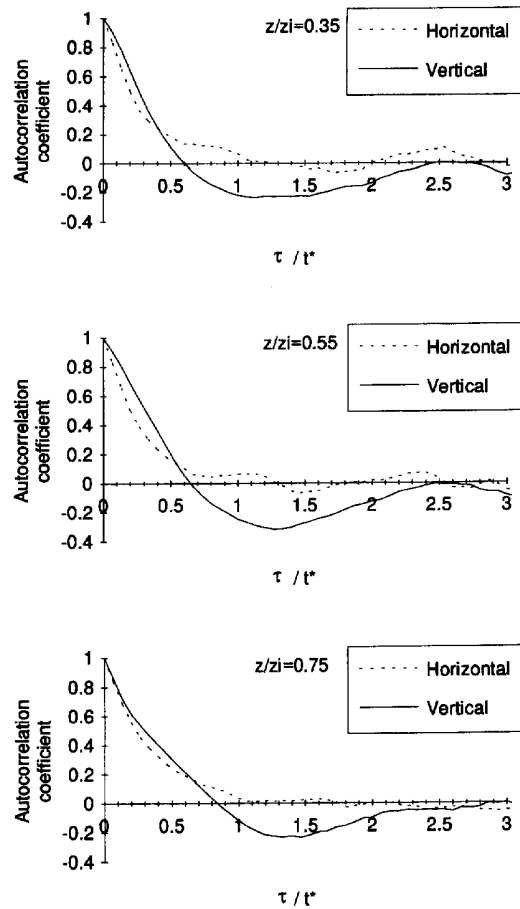 z/zi=0.35
Horizontal
Vertical
Autocorrelation
coefficient
1
0.8
0.6
0.4
0.2
0
-0.2
-0.4
0 0.5 1 1.5 2 2.5 3
τ / t*
z/zi=0.55
Horizontal
Vertical
Autocorrelation
coefficient
1
0.8
0.6
0.4
0.2
0
-0.2
-0.4
0 0.5 1 1.5 2 2.5 3
τ / t*
z/zi=0.75
Horizontal
Vertical
Autocorrelation
coefficient
1
0.8
0.6
0.4
0.2
0
-0.2
-0.4
0 0.5 1 1.5 2 2.5 3
τ / t*